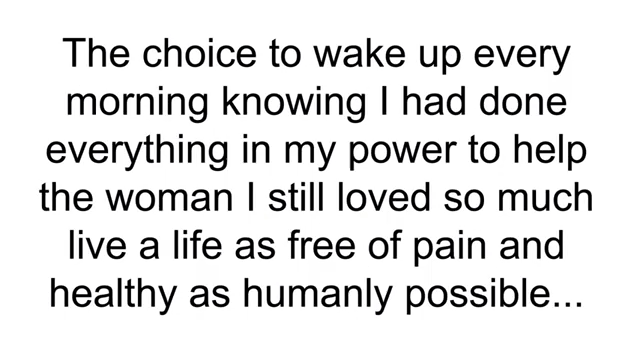 The choice to wake up every
morning knowing I had done
everything in my power to help
the woman I still loved so much
live a life as free of pain and
healthy as humanly possible...